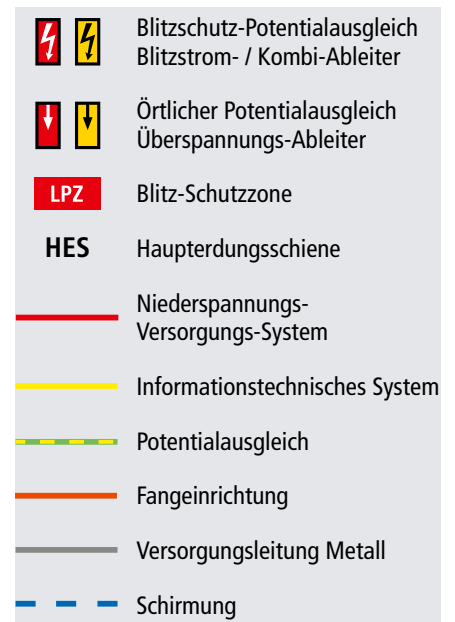 Blitzschutz-Potentialausgleich
Blitzstrom- / Kombi-Ableiter
Örtlicher Potentialausgleich
Überspannungs-Ableiter
LPZ Blitz-Schutzzone
HES Haupterdungsschiene
Niederspannungs-
Versorgungs-System
Informationstechnisches System
Potentialausgleich
Fangeinrichtung
Versorgungsleitung Metall
Schirmung